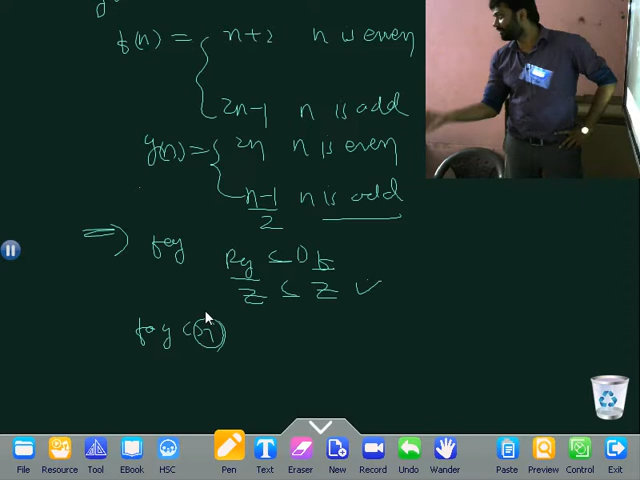 f(n) = { n+2 n is even
2n-1 n is odd
g(n) = { 2n n is even
n-1/2 n is odd
=> fog Rg ⊆ Df
Z ⊆ Z ✓
fog (
File Resource Tool EBook HSC Pen Text Eraser New Record Undo Wander Paste Preview Control Exit